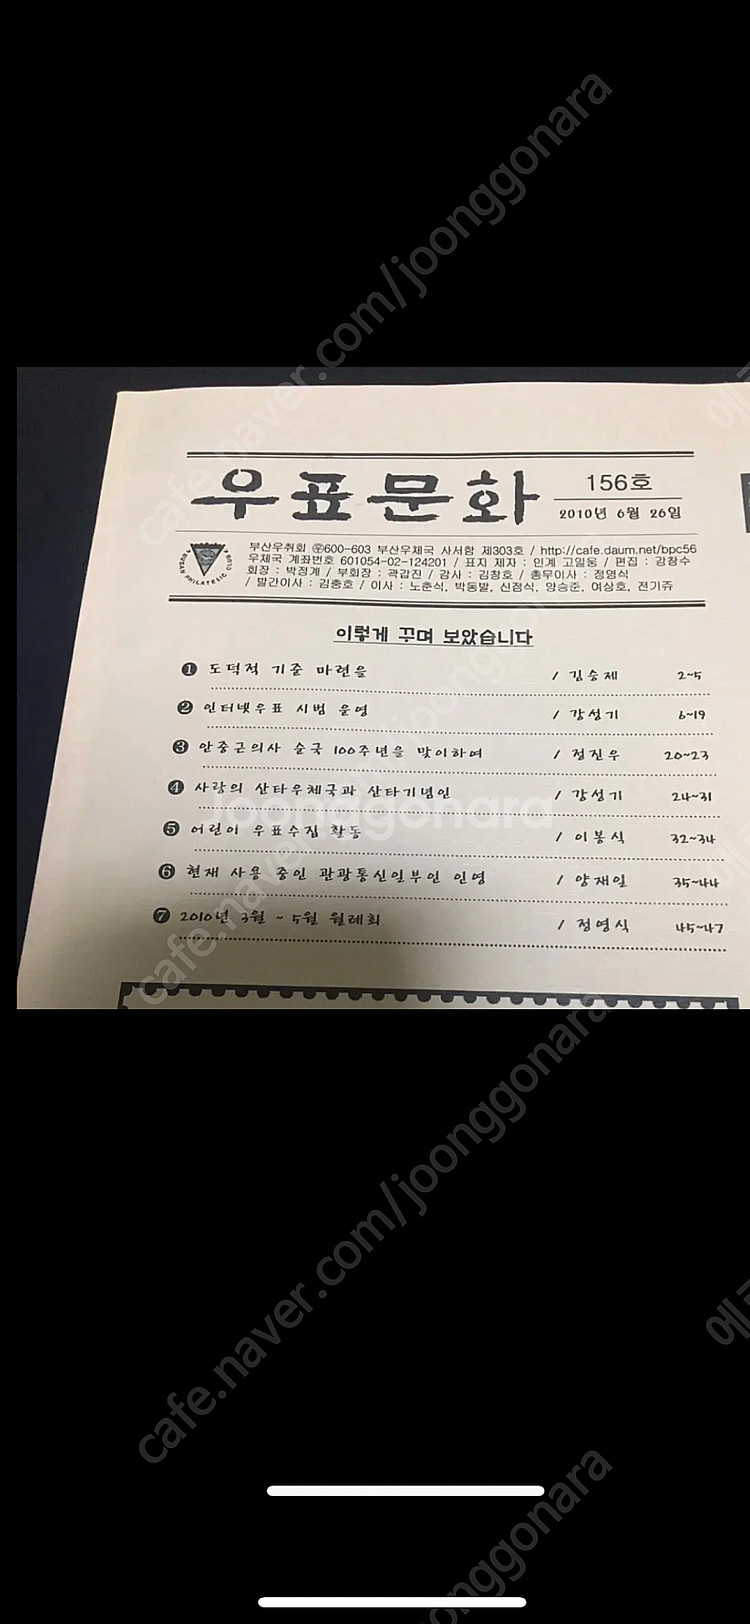 우표문화
156호
2010년 6월 26일
부산우취회 ㉾600-603 부산우체국 사서함 제303호 / http://cafe.daum.net/bpc56
우체국 계좌번호 601054-02-124201 / 표지 제자 : 인계 고일웅 / 편집 : 강창수
회장 : 박정계 / 부회장 : 곽갑진 / 감사 : 김창호 / 총무이사 : 정영석
/ 발간이사 : 김충호 / 이사 : 노춘식, 박동발, 신점식, 양승준, 여상호, 전기쥬
BUSAN PHILATELIC CLUB
이렇게 꾸며 보았습니다
❶ 도덕적 기준 마련을 / 김승제 2~5
❷ 인터넷우표 시범 운영 / 강성기 6~19
❸ 안중근의사 순국 100주년을 맞이하여 / 정진우 20~23
❹ 사랑의 산타우체국과 산타기념인 / 강성기 24~31
❺ 어린이 우표수집 활동 / 이봉식 32~34
❻ 현재 사용 중인 관광통신일부인 인영 / 양재일 35~44
❼ 2010년 3월 ~ 5월 월례회 / 정영식 45~47
cafe.naver.com/joonggonara
joonggonara
cafe.naver.com/joonggonara
cafe.naver.com/joonggonara
joonggonara